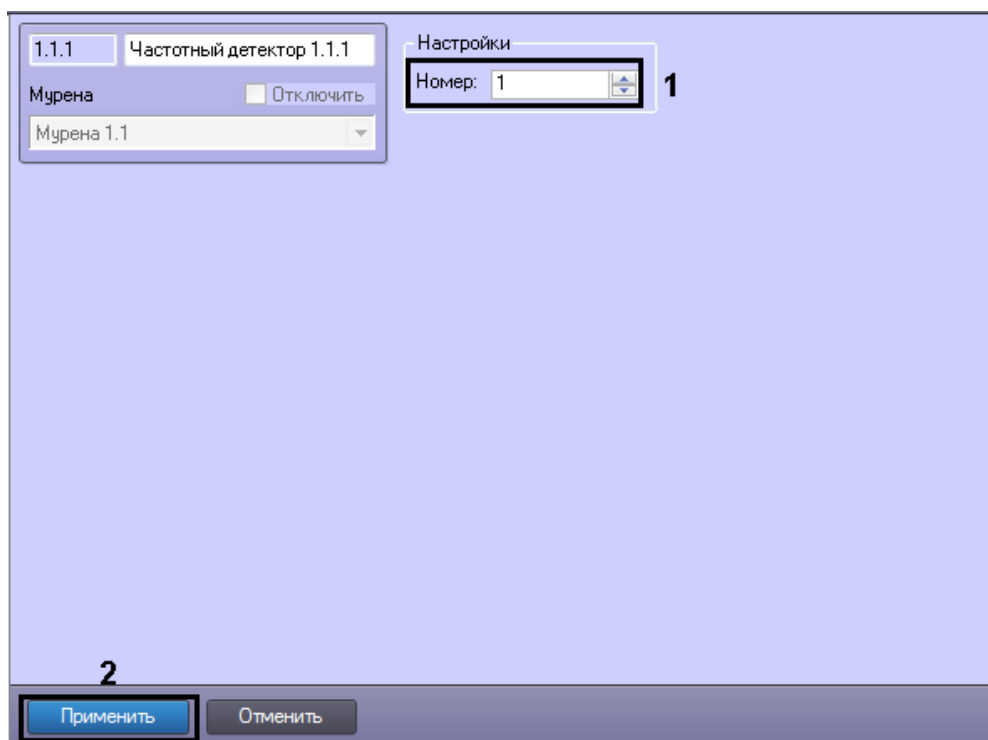 1.1.1 Частотный детектор 1.1.1
Мурена Отключить
Мурена 1.1
Настройки
Номер: 1 1
2
Применить Отменить